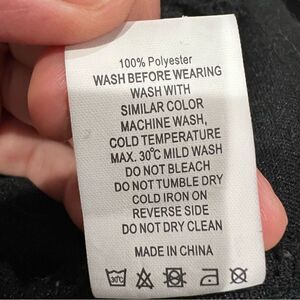 100% Polyester
WASH BEFORE WEARING
WASH WITH
SIMILAR COLOR
MACHINE WASH,
COLD TEMPERATURE
MAX. 30℃ MILD WASH
DO NOT BLEACH
DO NOT TUMBLE DRY
COLD IRON ON
REVERSE SIDE
DO NOT DRY CLEAN
MADE IN CHINA
30℃